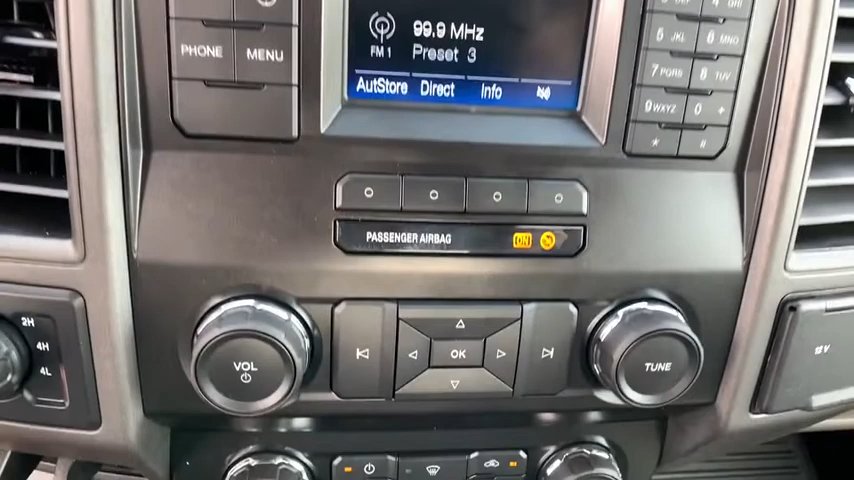 99.9 MHz
FM 1
Preset 3
AutStore Direct Info
PHONE MENU
5 JKL 6 MNO
7 PQRS 8 TUV
9 WXYZ 0 +
* #
PASSENGER AIRBAG ON
2H
4H
4L
VOL
OK
TUNE